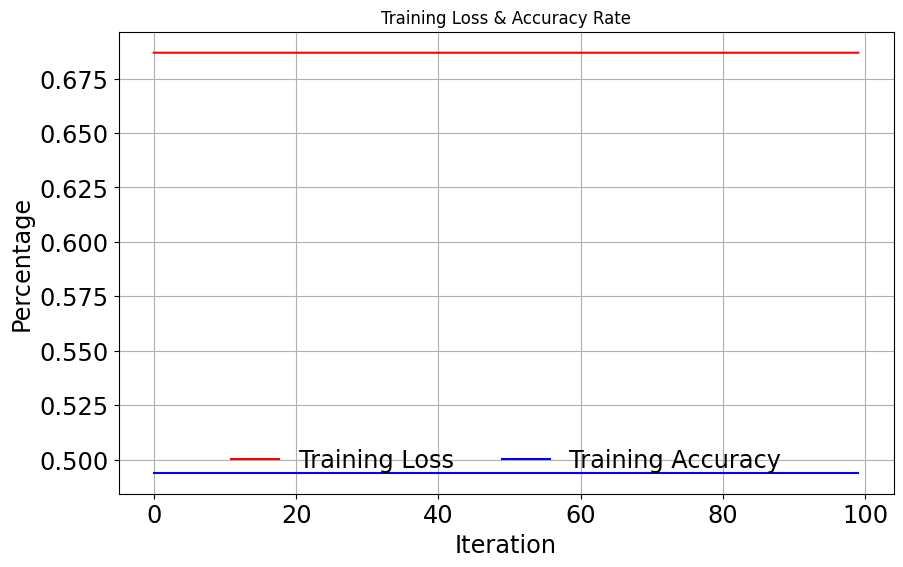 Training Loss & Accuracy Rate
Percentage
0.675
0.650
0.625
0.600
0.575
0.550
0.525
0.500
Training Loss Training Accuracy
0 20 40 60 80 100
Iteration